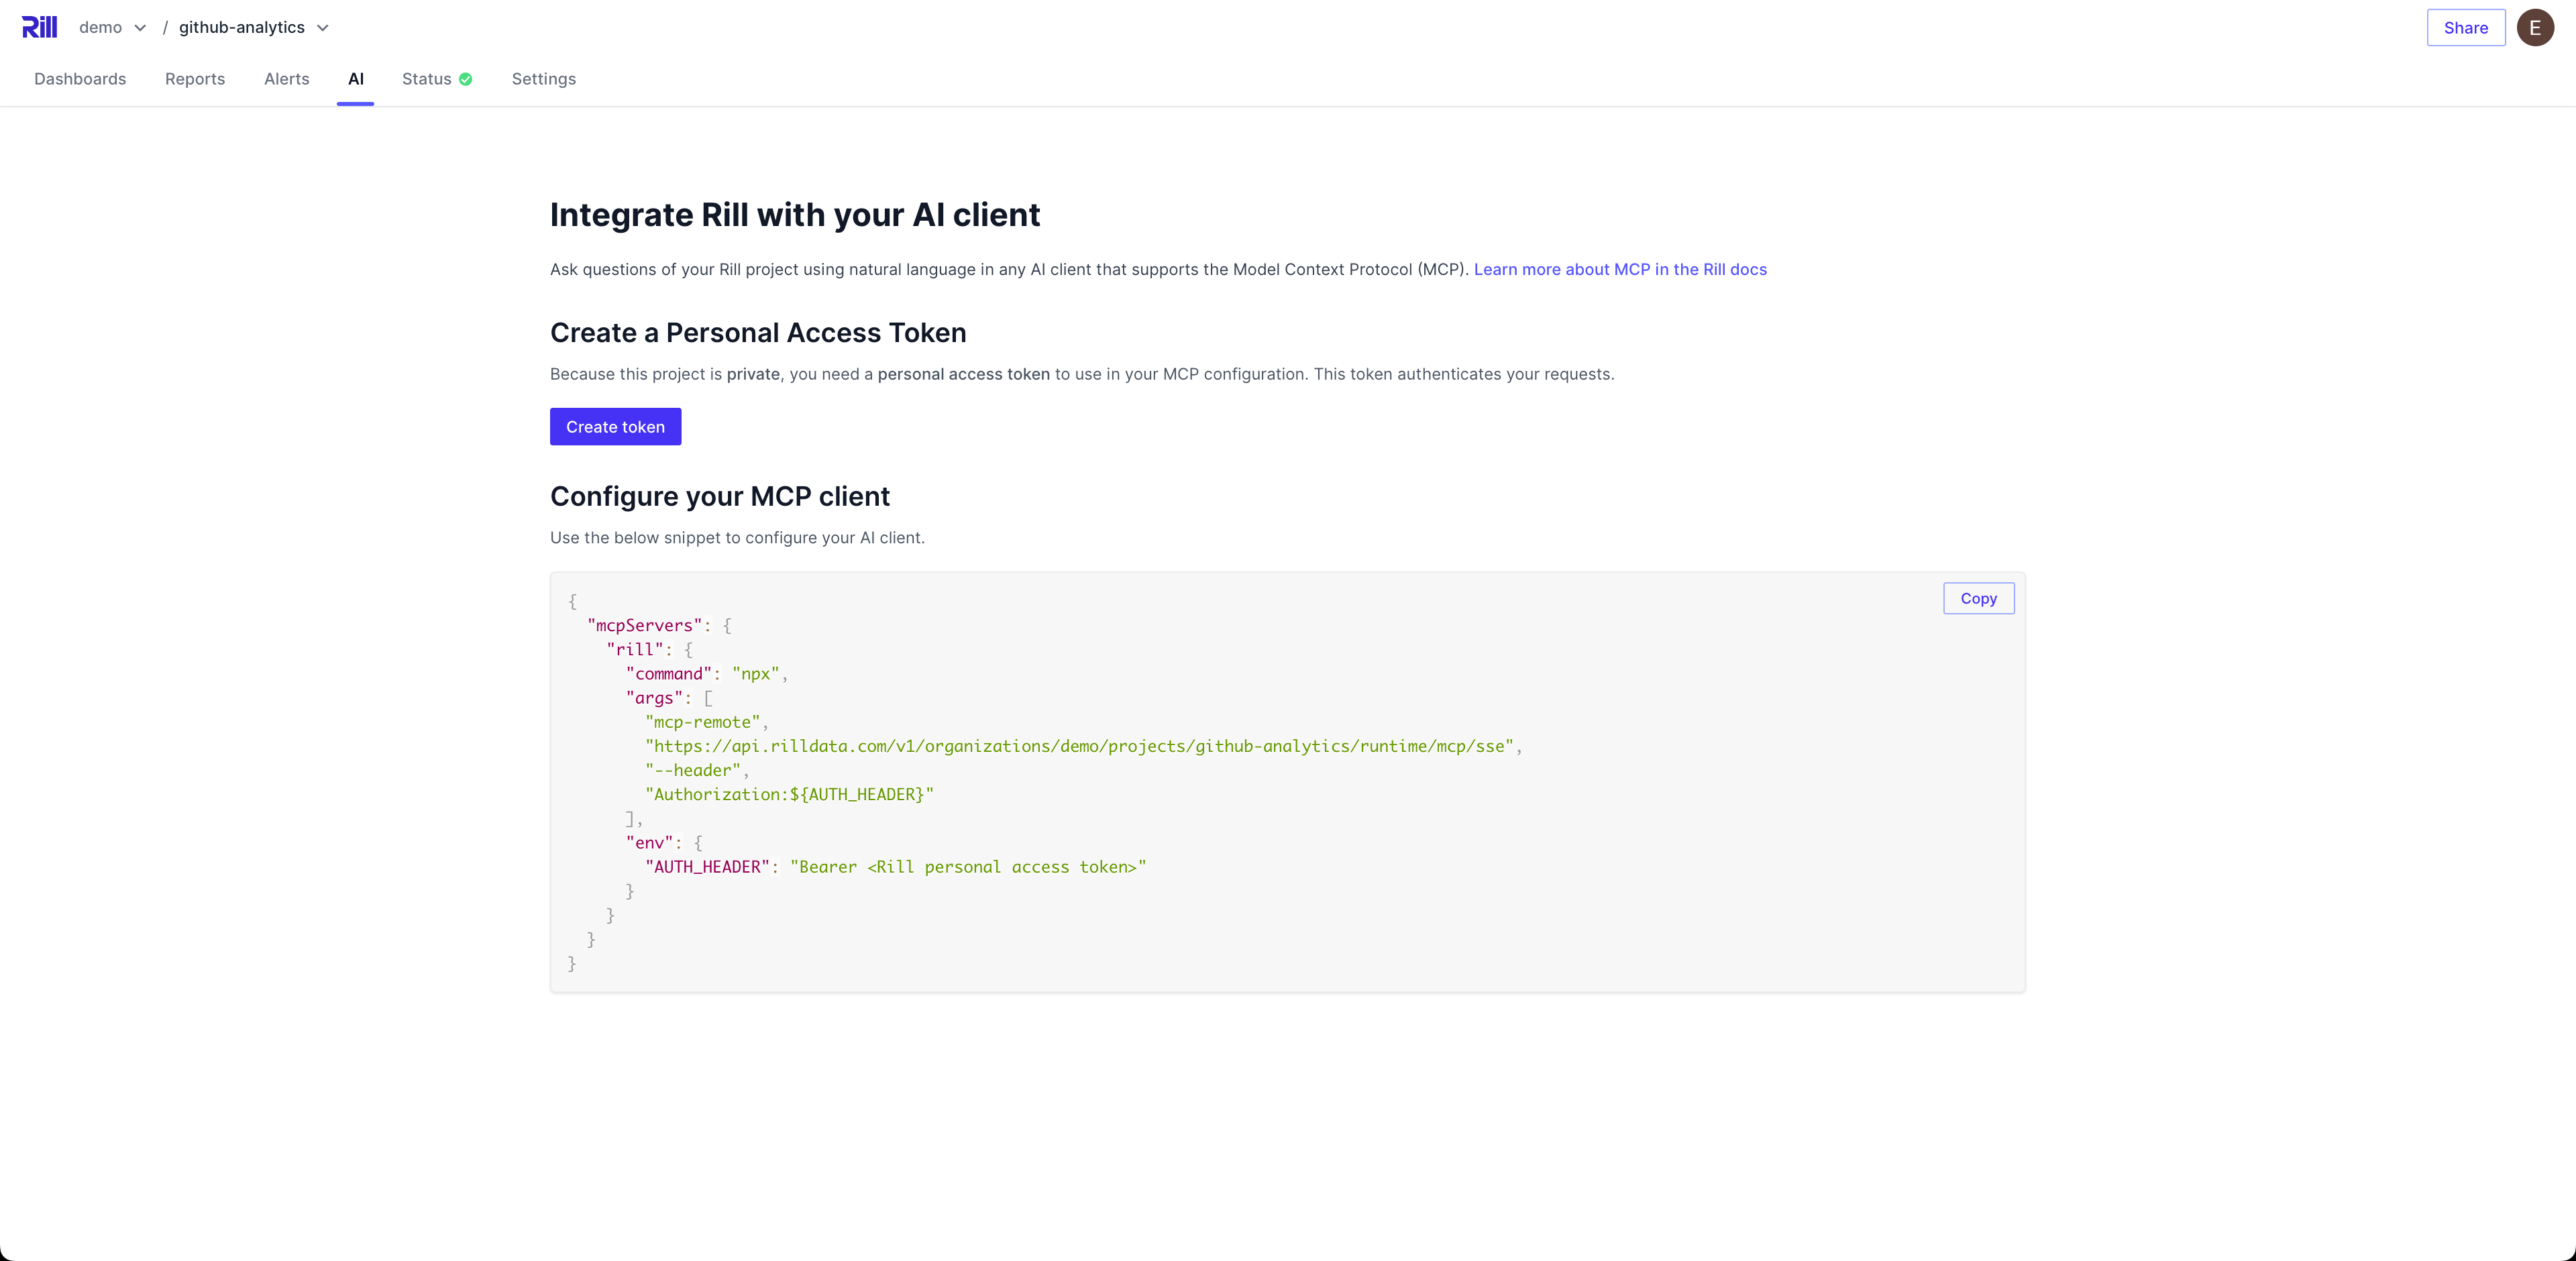 Rill demo / github-analytics Share E
Dashboards Reports Alerts AI Status Settings
Integrate Rill with your AI client
Ask questions of your Rill project using natural language in any AI client that supports the Model Context Protocol (MCP). Learn more about MCP in the Rill docs
Create a Personal Access Token
Because this project is private, you need a personal access token to use in your MCP configuration. This token authenticates your requests.
Create token
Configure your MCP client
Use the below snippet to configure your AI client.
Copy
{
  "mcpServers": {
    "rill": {
      "command": "npx",
      "args": [
        "mcp-remote",
        "https://api.rilldata.com/v1/organizations/demo/projects/github-analytics/runtime/mcp/sse",
        "--header",
        "Authorization:${AUTH_HEADER}"
      ],
      "env": {
        "AUTH_HEADER": "Bearer <Rill personal access token>"
      }
    }
  }
}